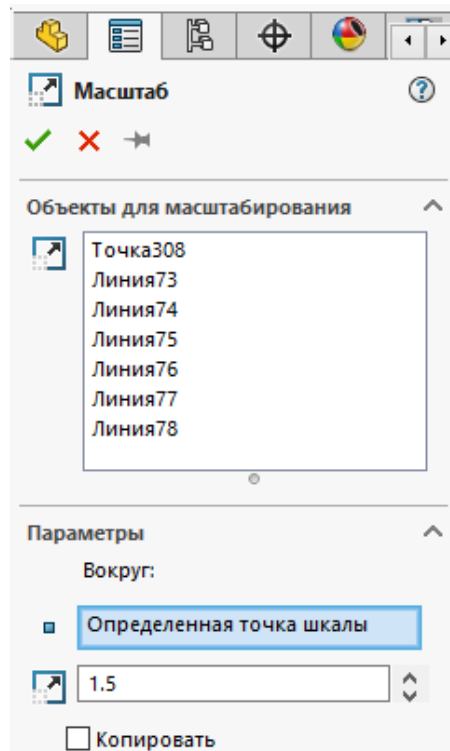 Масштаб
Объекты для масштабирования
Точка308
Линия73
Линия74
Линия75
Линия76
Линия77
Линия78
Параметры
Вокруг:
Определенная точка шкалы
1.5
Копировать